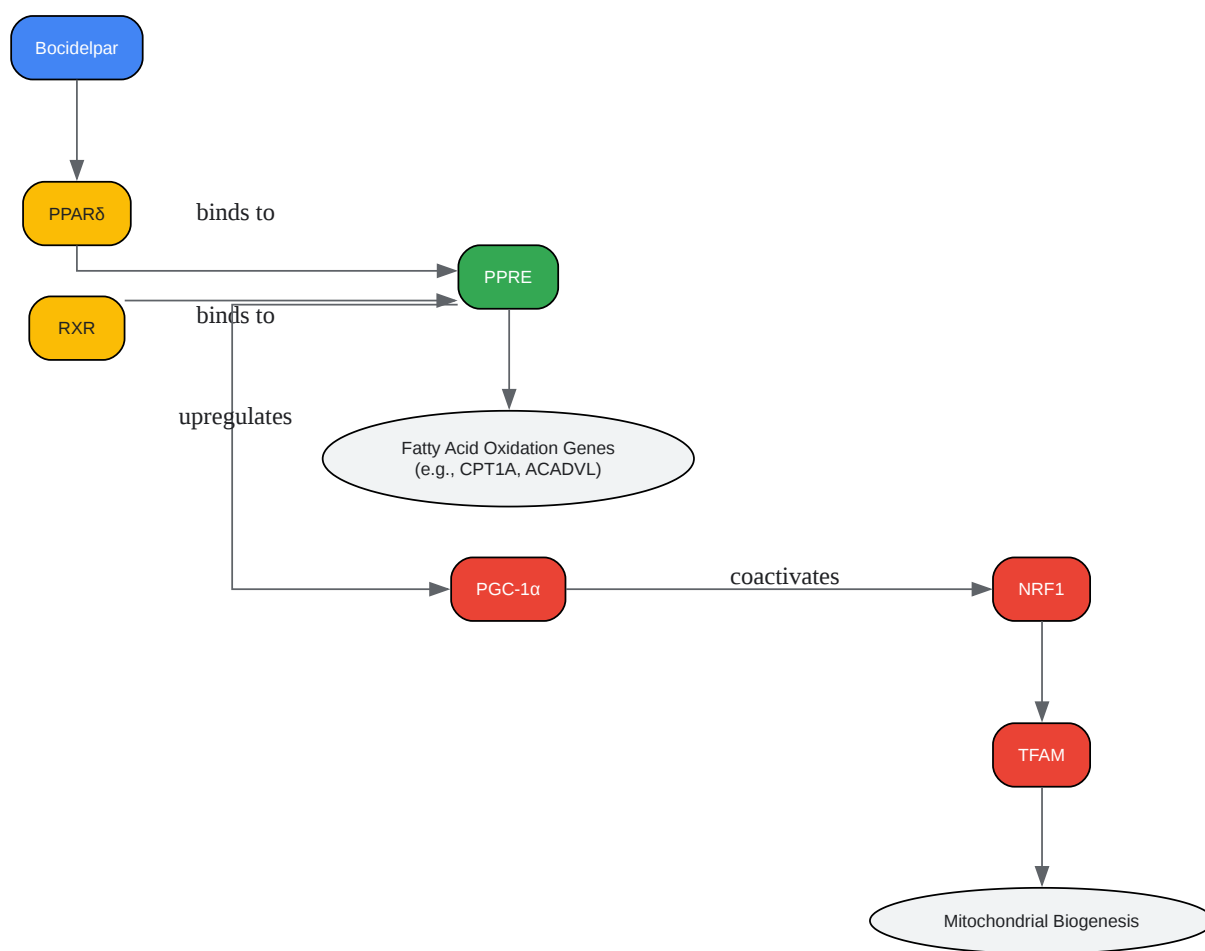 Bocidelpar
PPARδ
binds to
PPRE
binds to
RXR
upregulates
Fatty Acid Oxidation Genes
(e.g., CPT1A, ACADVL)
PGC-1α
coactivates
NRF1
TFAM
Mitochondrial Biogenesis